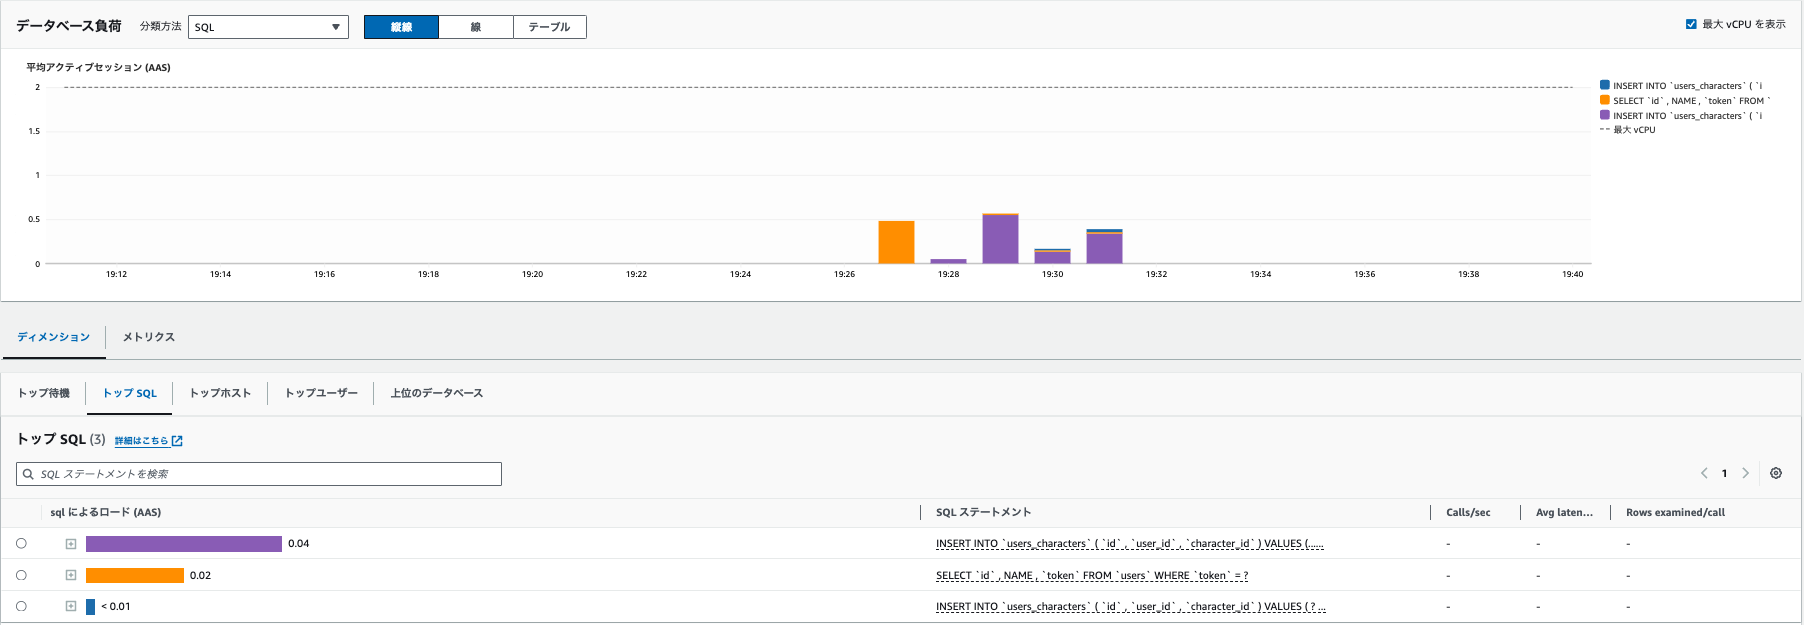 データベース負荷 分類方法 SQL 縦線 線 テーブル 最大 vCPU を表示
平均アクティブセッション (AAS)
2
1.5
1
0.5
0
19:12 19:14 19:16 19:18 19:20 19:22 19:24 19:26 19:28 19:30 19:32 19:34 19:36 19:38 19:40
INSERT INTO `users_characters` ( `i
SELECT `id` , NAME , `token` FROM `
INSERT INTO `users_characters` ( `i
最大 vCPU
ディメンション メトリクス
トップ待機 トップ SQL トップホスト トップユーザー 上位のデータベース
トップ SQL (3) 詳細はこちら
SQL ステートメントを検索
1
sql によるロード (AAS) SQL ステートメント Calls/sec Avg laten... Rows examined/call
0.04 INSERT INTO `users_characters` ( `id` , `user_id` , `character_id` ) VALUES (...... - - -
0.02 SELECT `id` , NAME , `token` FROM `users` WHERE `token` = ? - - -
< 0.01 INSERT INTO `users_characters` ( `id` , `user_id` , `character_id` ) VALUES ( ? ... - - -